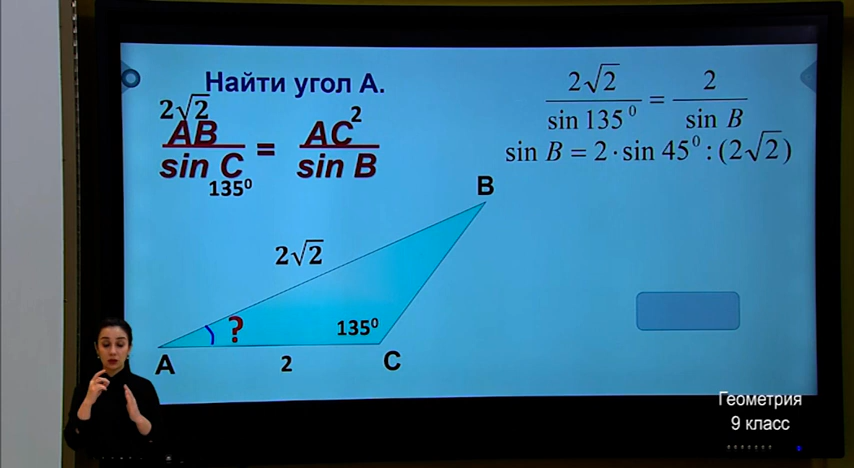 Найти угол А.
2√2
AB / sin C = AC / sin B
2
135⁰
2√2 / sin 135⁰ = 2 / sin B
sin B = 2 · sin 45⁰ : (2√2)
B
2√2
?
135⁰
A
2
C
Геометрия
9 класс